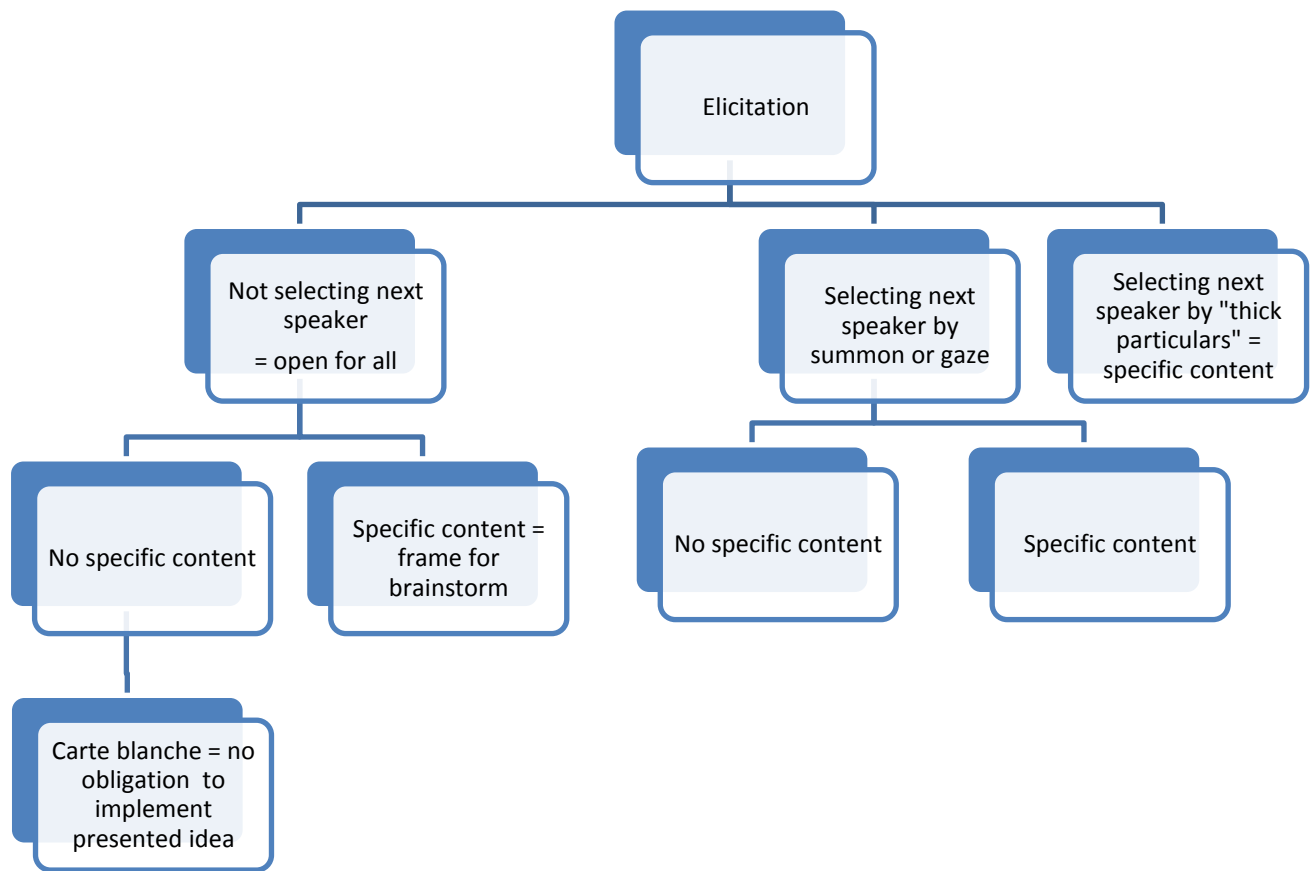 Elicitation
Not selecting next
speaker
= open for all
Selecting next
speaker by
summon or gaze
Selecting next
speaker by "thick
particulars" =
specific content
No specific content
Specific content =
frame for
brainstorm
No specific content
Specific content
Carte blanche = no
obligation to
implement
presented idea